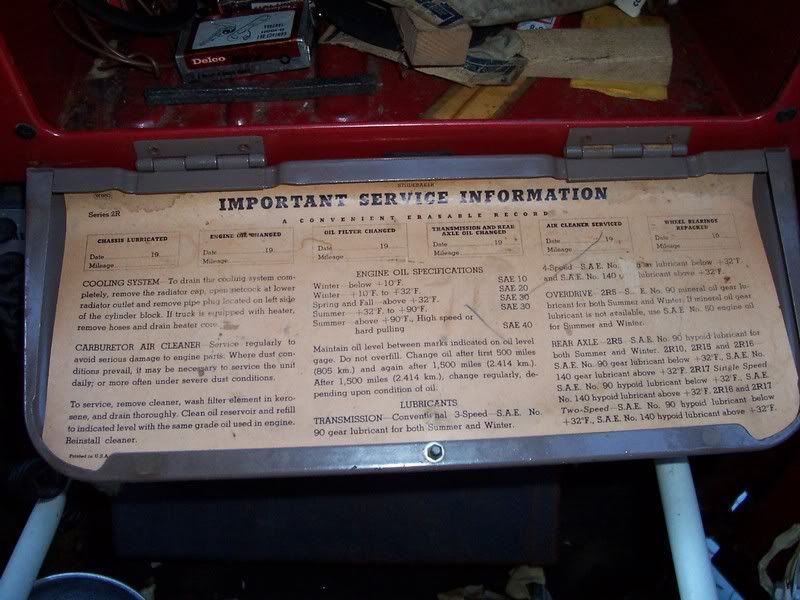 Delco
STUDEBAKER
IMPORTANT SERVICE INFORMATION
Series 2R
A CONVENIENT ERASABLE RECORD
CHASSIS LUBRICATED
Date 19
Mileage
ENGINE OIL CHANGED
Date 19
Mileage
OIL FILTER CHANGED
Date 19
Mileage
TRANSMISSION AND REAR
AXLE OIL CHANGED
Date 19
Mileage
AIR CLEANER SERVICED
Date 19
Mileage
WHEEL BEARINGS
REPACKED
Date 19
Mileage
COOLING SYSTEM—To drain the cooling system com-
pletely, remove the radiator cap, open petcock at lower
radiator outlet and remove pipe plug located on left side
of the cylinder block. If truck is equipped with heater,
remove hoses and drain heater core.
CARBURETOR AIR CLEANER—Service regularly to
avoid serious damage to engine parts. Where dust con-
ditions prevail, it may be necessary to service the unit
daily; or more often under severe dust conditions.
To service, remove cleaner, wash filter element in kero-
sene, and drain thoroughly. Clean oil reservoir and refill
to indicated level with the same grade oil used in engine.
Reinstall cleaner.
Printed in U.S.A.
ENGINE OIL SPECIFICATIONS
Winter—below +10°F. SAE 10
Winter—+10°F. to +32°F. SAE 20
Spring and Fall—above +32°F. SAE 30
Summer—+32°F. to +90°F. SAE 30
Summer—above +90°F., High speed or
hard pulling SAE 40
Maintain oil level between marks indicated on oil level
gage. Do not overfill. Change oil after first 500 miles
(805 km.) and again after 1,500 miles (2.414 km.).
After 1,500 miles (2.414 km.), change regularly, de-
pending upon condition of oil.
LUBRICANTS
TRANSMISSION—Conventional 3-Speed—S.A.E. No.
90 gear lubricant for both Summer and Winter.
4-Speed—S.A.E. No. gear lubricant below +32°F.
and S.A.E. No. 140 lubricant above +32°F.
OVERDRIVE—2R5—S.A.E. No. 90 mineral oil gear lu-
bricant for both Summer and Winter. If mineral oil gear
lubricant is not available, use S.A.E. No. 50 engine oil
for Summer and Winter.
REAR AXLE—2R5—S.A.E. No. 90 hypoid lubricant for
both Summer and Winter. 2R10, 2R15 and 2R16—
S.A.E. No. 90 gear lubricant below +32°F., S.A.E. No.
140 gear lubricant above +32°F. 2R17 Single Speed—
S.A.E. No. 90 hypoid lubricant below +32°F., S.A.E.
No. 140 hypoid lubricant above +32°F. 2R16 and 2R17
Two-Speed—S.A.E. No. 90 hypoid lubricant below
+32°F., S.A.E. No. 140 hypoid lubricant above +32°F.